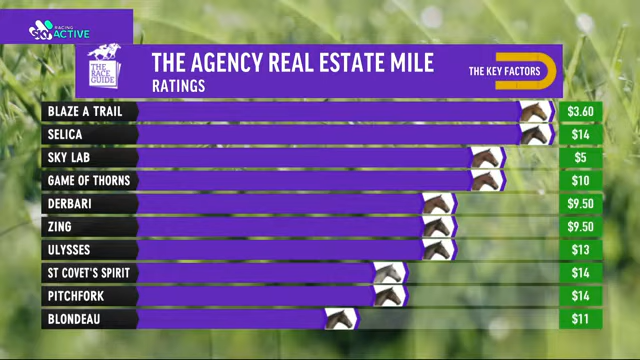 RACING
SKY ACTIVE
THE RACE GUIDE
THE AGENCY REAL ESTATE MILE
RATINGS
THE KEY FACTORS
BLAZE A TRAIL $3.60
SELICA $14
SKY LAB $5
GAME OF THORNS $10
DERBARI $9.50
ZING $9.50
ULYSSES $13
ST COVET'S SPIRIT $14
PITCHFORK $14
BLONDEAU $11